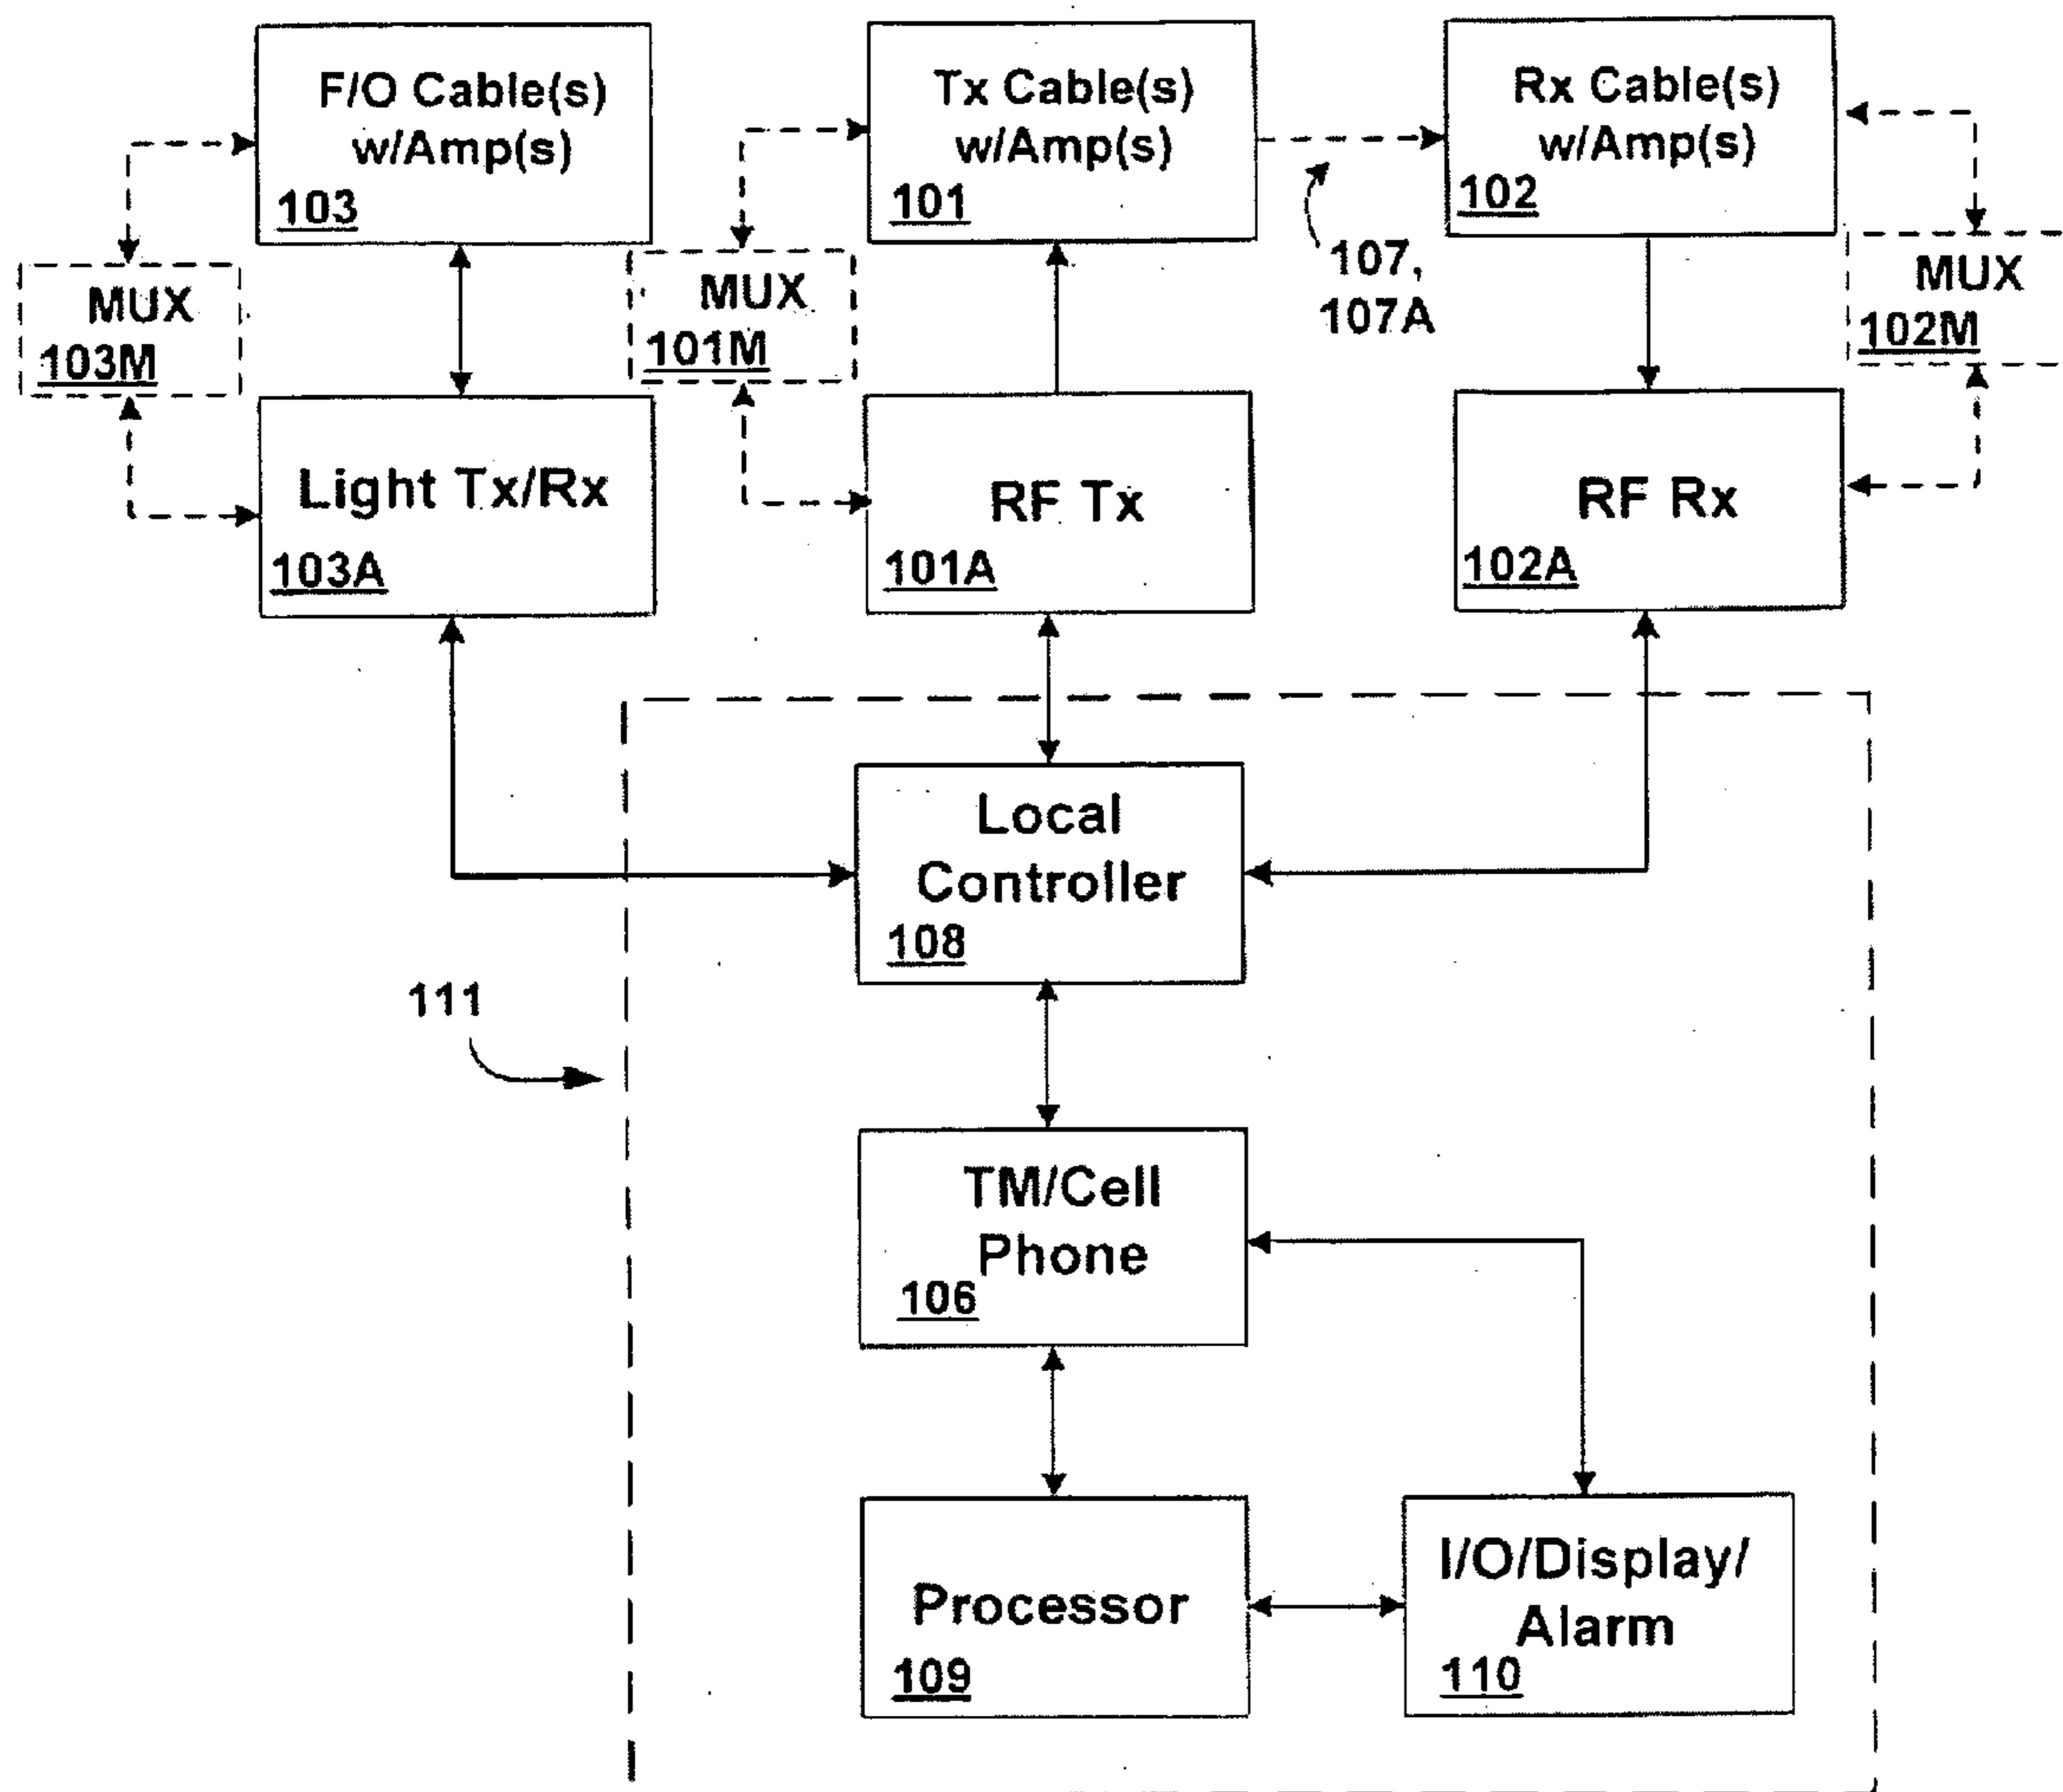 F/O Cable(s)
w/Amp(s)
103
Tx Cable(s)
w/Amp(s)
101
Rx Cable(s)
w/Amp(s)
102
107,
107A
MUX
103M
MUX
101M
MUX
102M
Light Tx/Rx
103A
RF Tx
101A
RF Rx
102A
Local
Controller
108
111
TM/Cell
Phone
106
Processor
109
I/O/Display/
Alarm
110